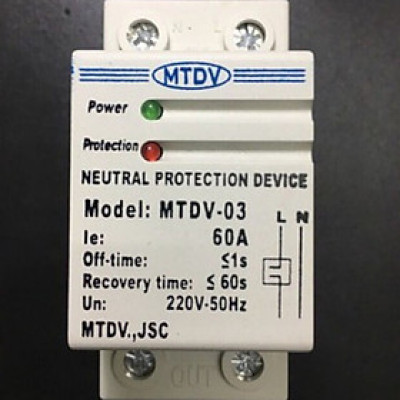 MTDV
Power
Protection
NEUTRAL PROTECTION DEVICE
Model: MTDV-03
L N
Ie: 60A
Off-time: ≤1s
Recovery time: ≤ 60s
Un: 220V-50Hz
MTDV.,JSC
OUT